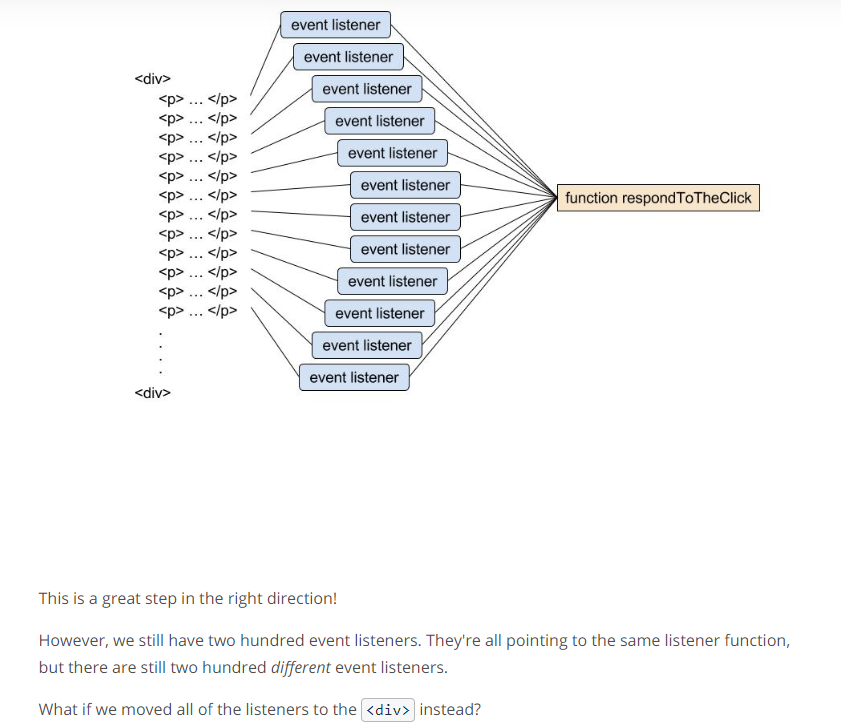 event listener
event listener
<div>
event listener
<p> ... </p>
<p> ... </p>
event listener
<p> ... </p>
<p> ... </p>
event listener
<p> ... </p>
event listener
<p> ... </p>
function respondToTheClick
<p> ... </p>
event listener
<p> ... </p>
<p> ... </p>
event listener
<p> ... </p>
event listener
<p> ... </p>
<p> ... </p>
event listener
.
.
event listener
.
.
event listener
<div>
This is a great step in the right direction!
However, we still have two hundred event listeners. They're all pointing to the same listener function,
but there are still two hundred different event listeners.
What if we moved all of the listeners to the <div> instead?